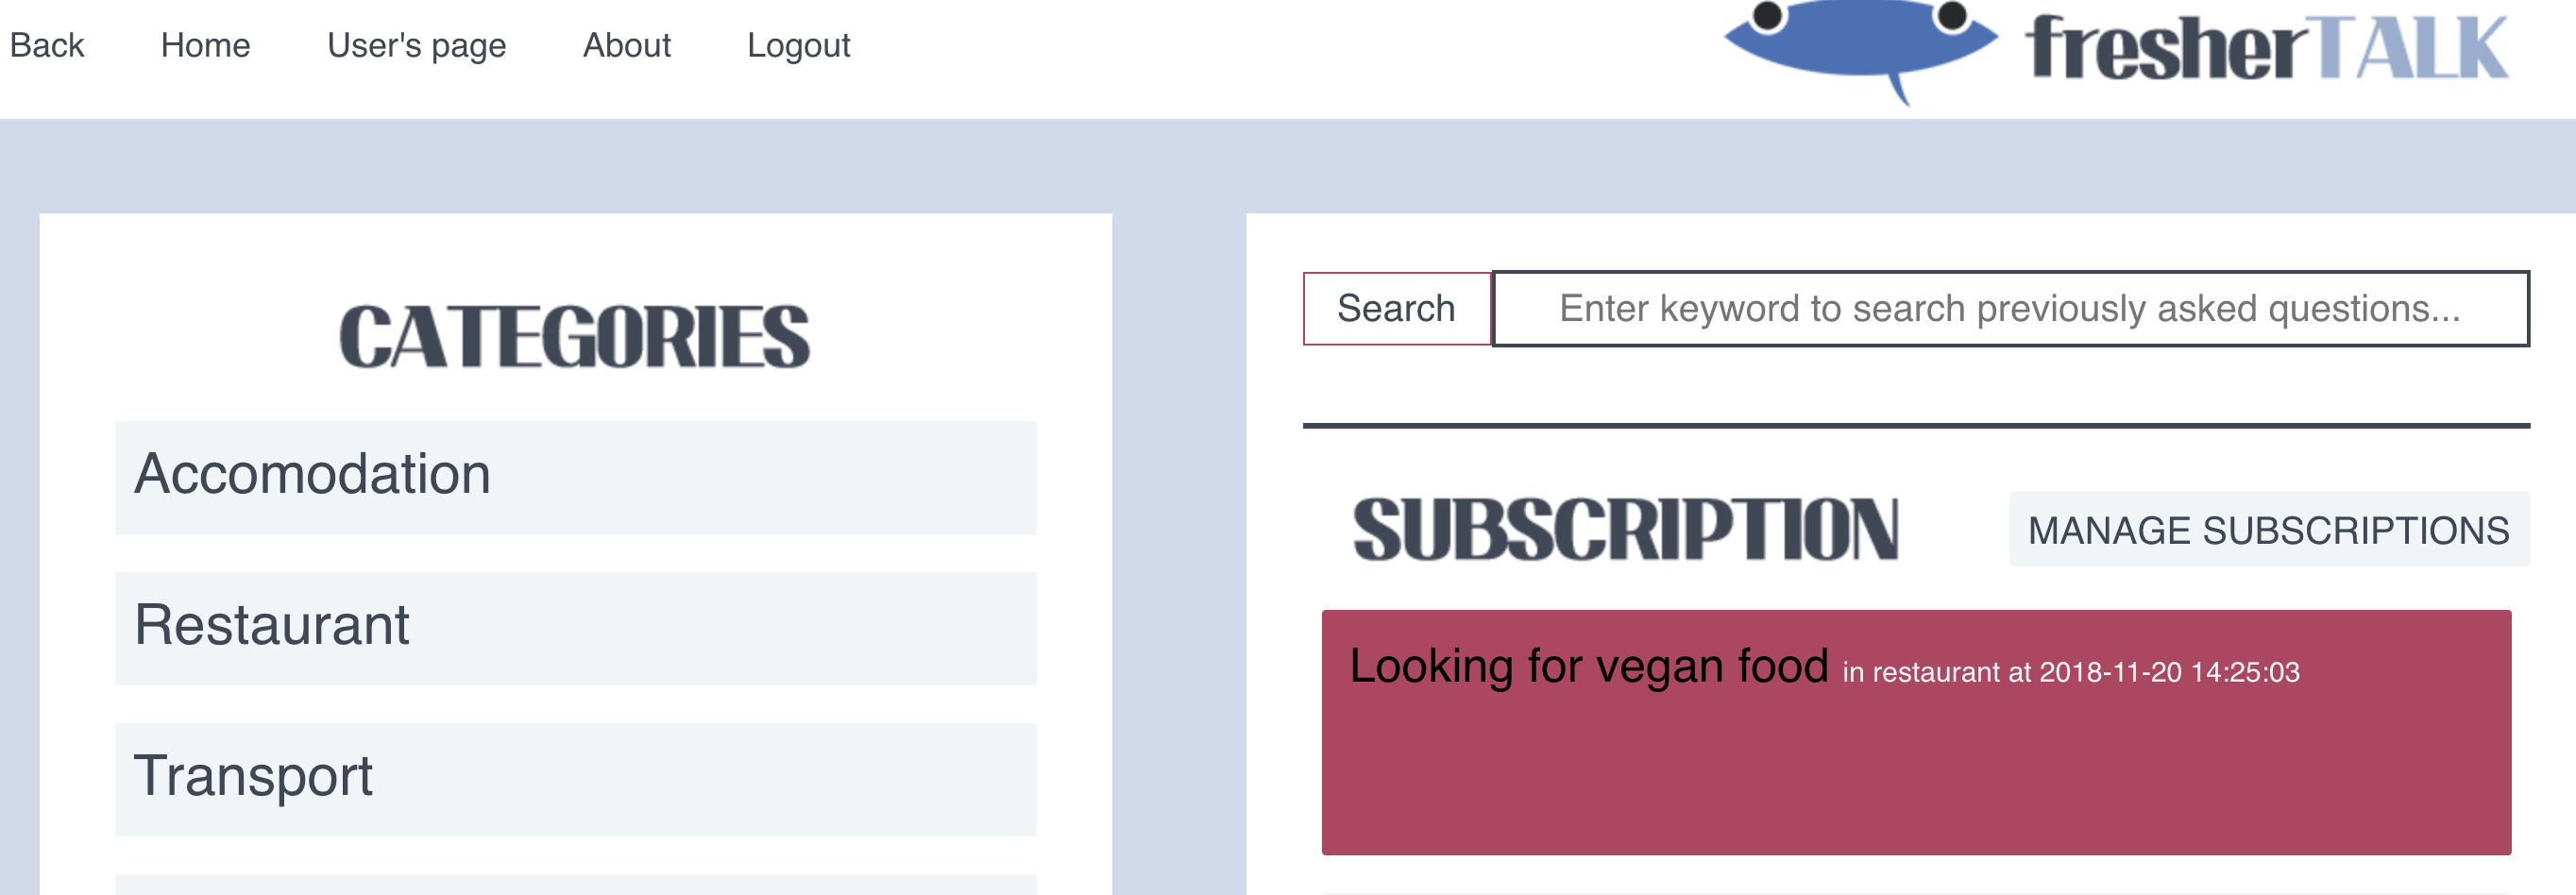 Back Home User's page About Logout
fresherTALK
CATEGORIES
Accomodation
Restaurant
Transport
Search Enter keyword to search previously asked questions...
SUBSCRIPTION MANAGE SUBSCRIPTIONS
Looking for vegan food in restaurant at 2018-11-20 14:25:03